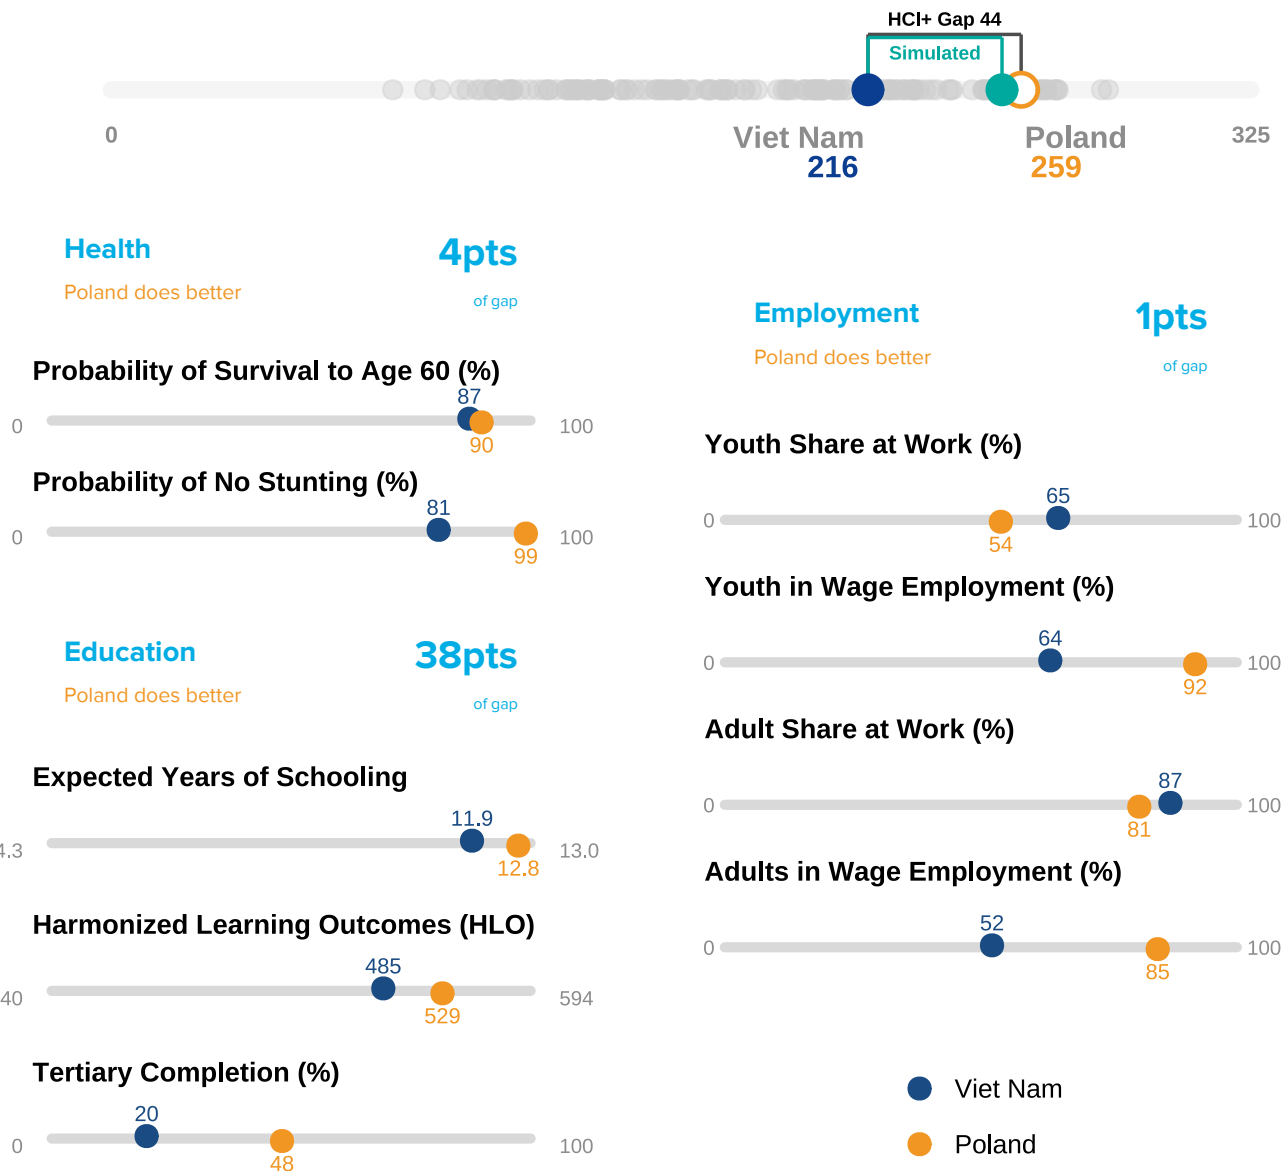 HCI+ Gap 44
Simulated
0
Viet Nam
216
Poland
259
325
Health
4pts
Poland does better
of gap
Probability of Survival to Age 60 (%)
87
0
100
90
Probability of No Stunting (%)
81
0
100
99
Education
38pts
Poland does better
of gap
Expected Years of Schooling
11.9
4.3
13.0
12.8
Harmonized Learning Outcomes (HLO)
485
40
594
529
Tertiary Completion (%)
20
0
100
48
Employment
1pts
Poland does better
of gap
Youth Share at Work (%)
65
0
100
54
Youth in Wage Employment (%)
64
0
100
92
Adult Share at Work (%)
87
0
100
81
Adults in Wage Employment (%)
52
0
100
85
Viet Nam
Poland